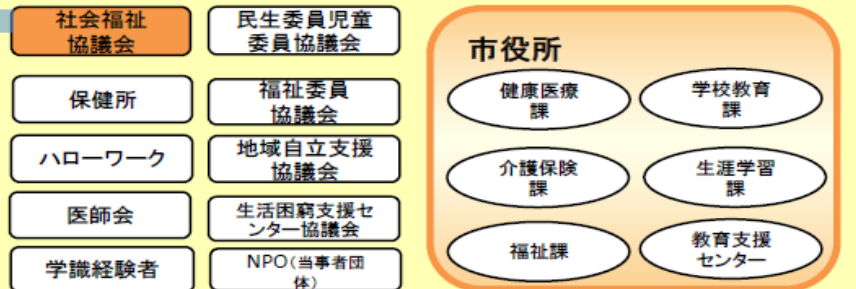 社会福祉
協議会
民生委員児童
委員協議会
保健所
福祉委員
協議会
ハローワーク
地域自立支援
協議会
医師会
生活困窮支援セ
ンター協議会
学識経験者
NPO(当事者団
体)
市役所
健康医療
課
学校教育
課
介護保険
課
生涯学習
課
福祉課
教育支援
センター